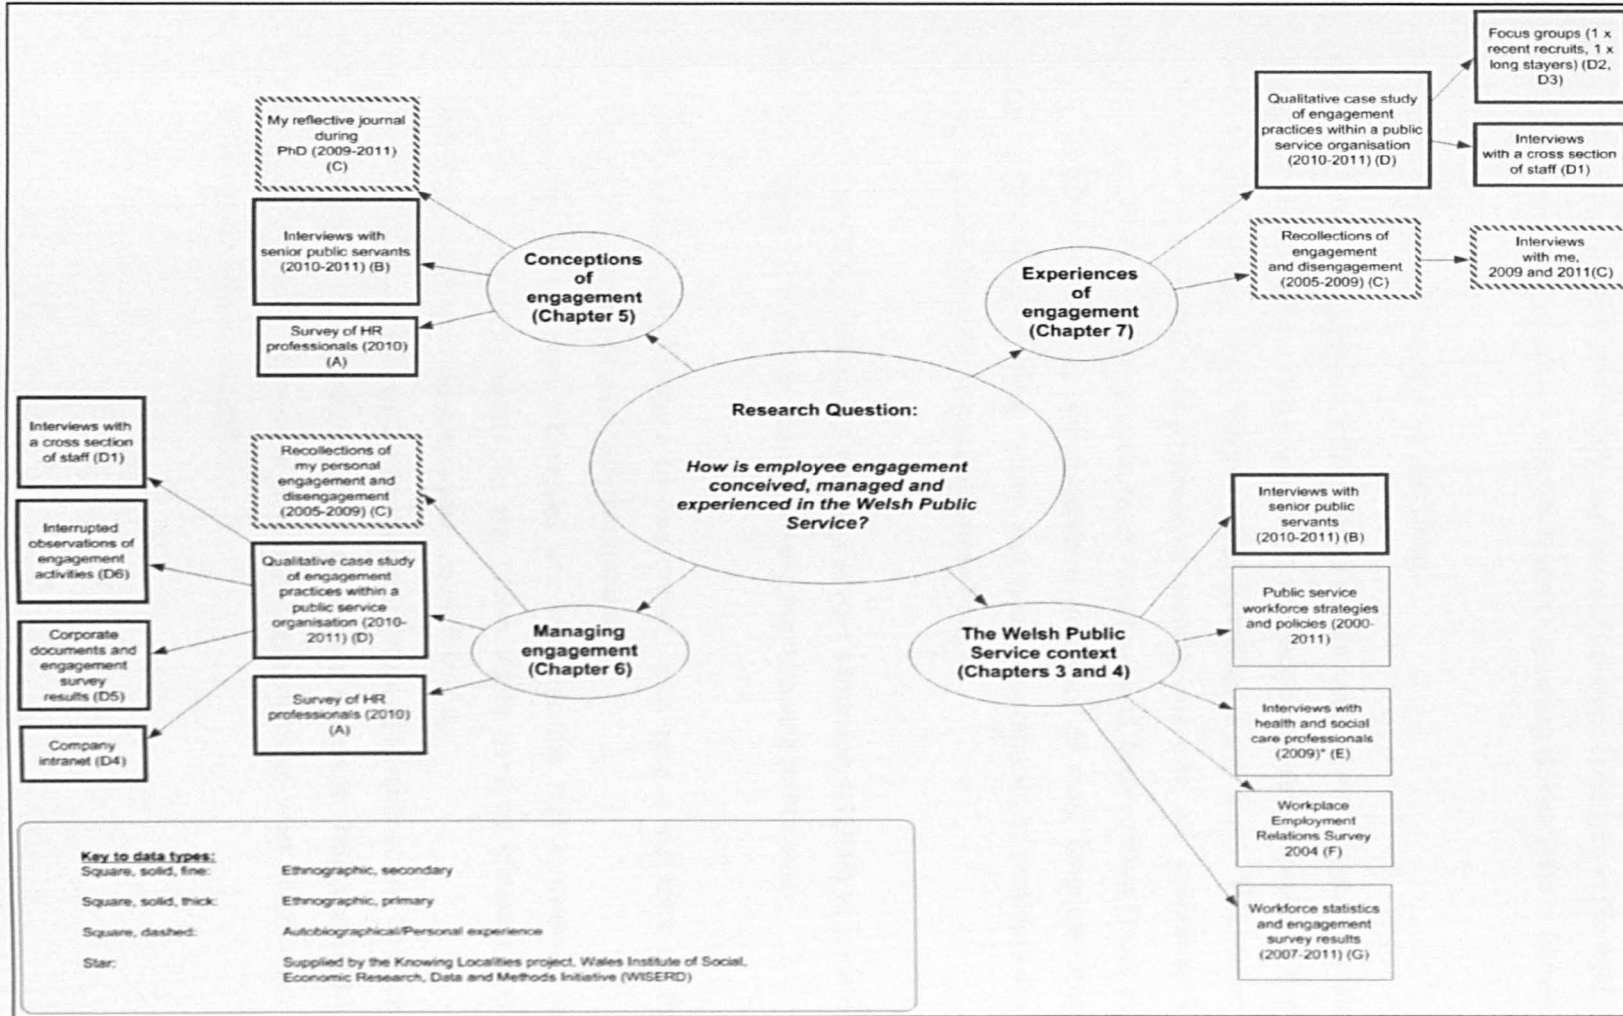 My reflective journal
during
PhD (2009-2011)
(C)
Interviews with
senior public servants
(2010-2011) (B)
Survey of HR
professionals (2010)
(A)
Conceptions
of
engagement
(Chapter 5)
Experiences
of
engagement
(Chapter 7)
Qualitative case study
of engagement
practices within a public
service organisation
(2010-2011) (D)
Focus groups (1 x
recent recruits, 1 x
long stayers) (D2,
D3)
Interviews
with a cross section
of staff (D1)
Recollections of
engagement
and disengagement
(2005-2009) (C)
Interviews
with me,
2009 and 2011(C)
Research Question:
How is employee engagement
conceived, managed and
experienced in the Welsh Public
Service?
Interviews with
a cross section
of staff (D1)
Interrupted
observations of
engagement
activities (D6)
Corporate
documents and
engagement
survey
results (D5)
Company
intranet (D4)
Recollections of
my personal
engagement and
disengagement
(2005-2009) (C)
Qualitative case study
of engagement
practices within a
public service
organisation (2010-
2011) (D)
Survey of HR
professionals (2010)
(A)
Managing
engagement
(Chapter 6)
The Welsh Public
Service context
(Chapters 3 and 4)
Interviews with
senior public
servants
(2010-2011) (B)
Public service
workforce strategies
and policies (2000-
2011)
Interviews with
health and social
care professionals
(2009)* (E)
Workplace
Employment
Relations Survey
2004 (F)
Workforce statistics
and engagement
survey results
(2007-2011) (G)
Key to data types:
Square, solid, fine: Ethnographic, secondary
Square, solid, thick: Ethnographic, primary
Square, dashed: Autobiographical/Personal experience
Star: Supplied by the Knowing Localities project, Wales Institute of Social,
Economic Research, Data and Methods Initiative (WISERD)